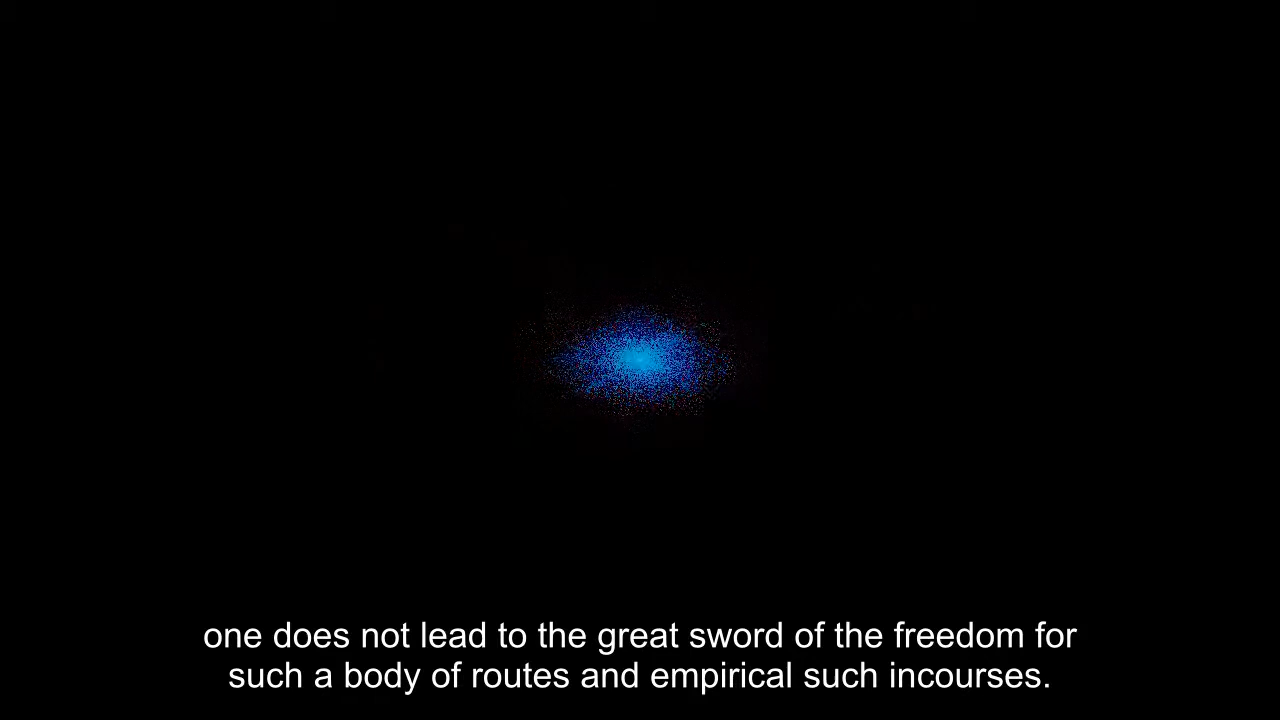 one does not lead to the great sword of the freedom for
such a body of routes and empirical such incourses.